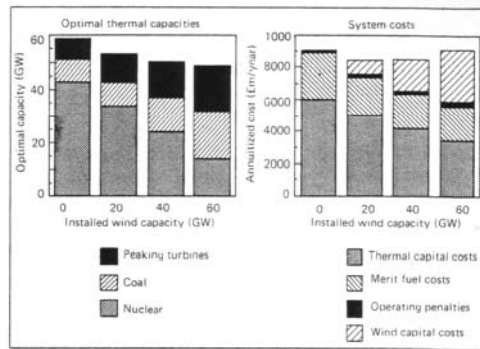 Optimal thermal capacities
Optimal capacity (GW)
60
40
20
0
0 20 40 60
Installed wind capacity (GW)
Peaking turbines
Coal
Nuclear
System costs
Annuitized cost (£m/year)
10000
8000
6000
4000
2000
0
0 20 40 60
Installed wind capacity (GW)
Thermal capital costs
Merit fuel costs
Operating penalties
Wind capital costs